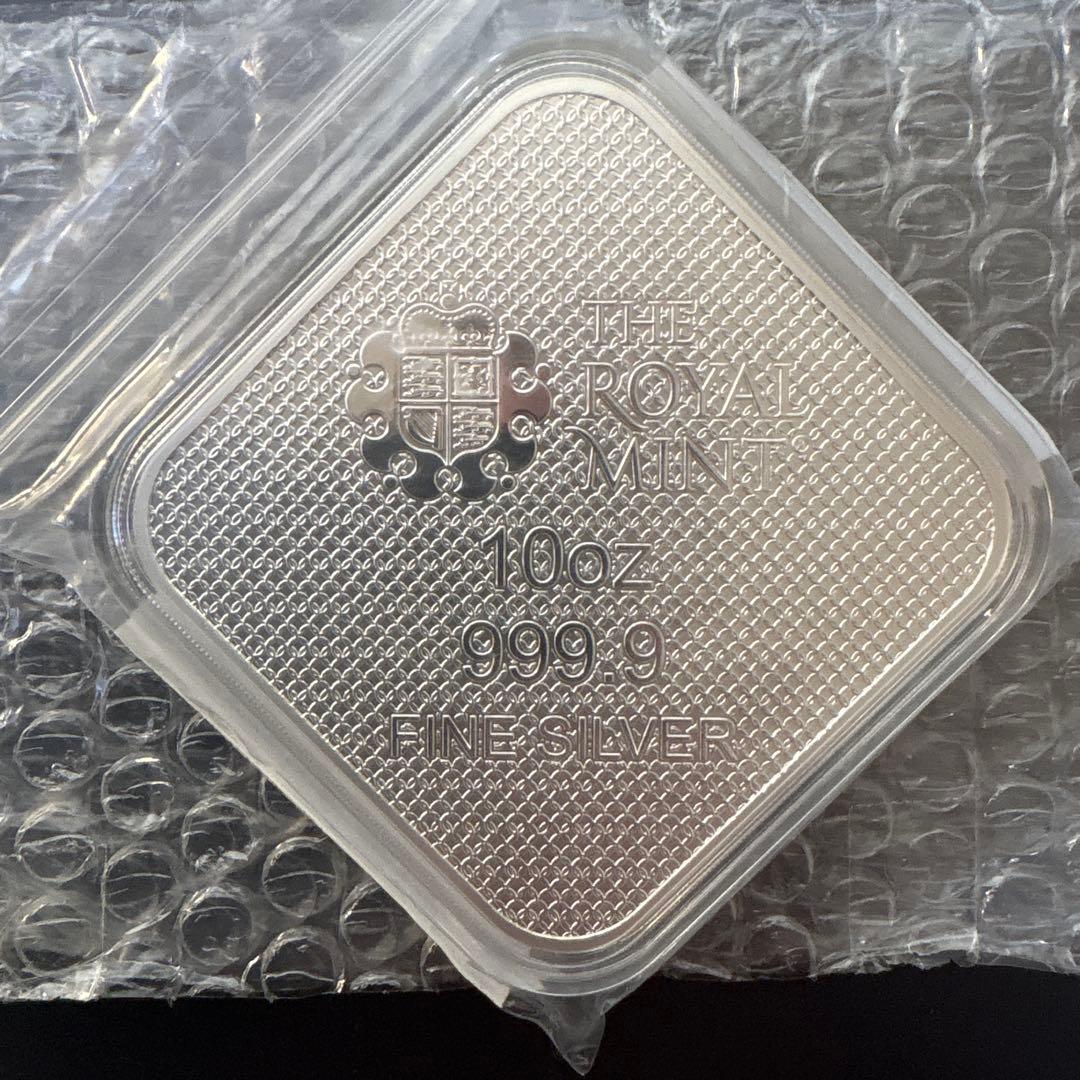 THE
ROYAL
MINT®
10oz
999.9
FINE SILVER